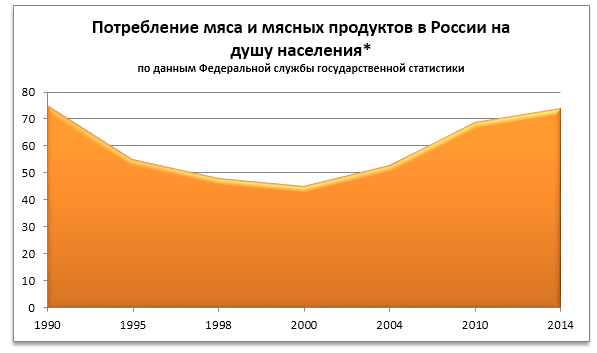 Потребление мяса и мясных продуктов в России на
душу населения*
по данным Федеральной службы государственной статистики
80
70
60
50
40
30
20
10
0
1990 1995 1998 2000 2004 2010 2014